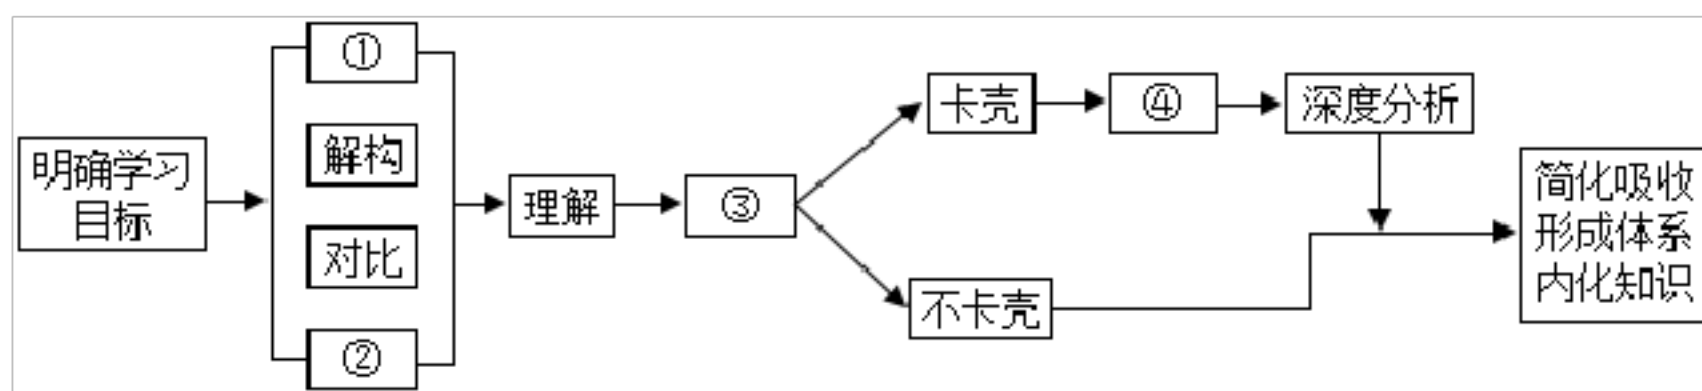 明确学习
目标
①
解构
对比
②
理解
③
卡壳
④
深度分析
不卡壳
简化吸收
形成体系
内化知识